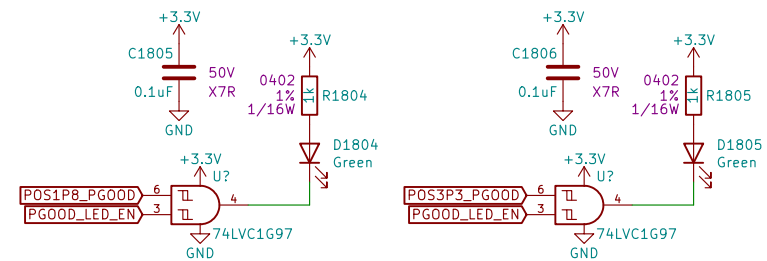 +3.3V
C1805
50V
0.1uF
X7R
GND
+3.3V
0402
1%
1/16W
1k
R1804
D1804
Green
+3.3V
U?
POS1P8_PGOOD
6
PGOOD_LED_EN
3
4
74LVC1G97
GND
+3.3V
C1806
50V
0.1uF
X7R
GND
+3.3V
0402
1%
1/16W
1k
R1805
D1805
Green
+3.3V
U?
POS3P3_PGOOD
6
PGOOD_LED_EN
3
4
74LVC1G97
GND